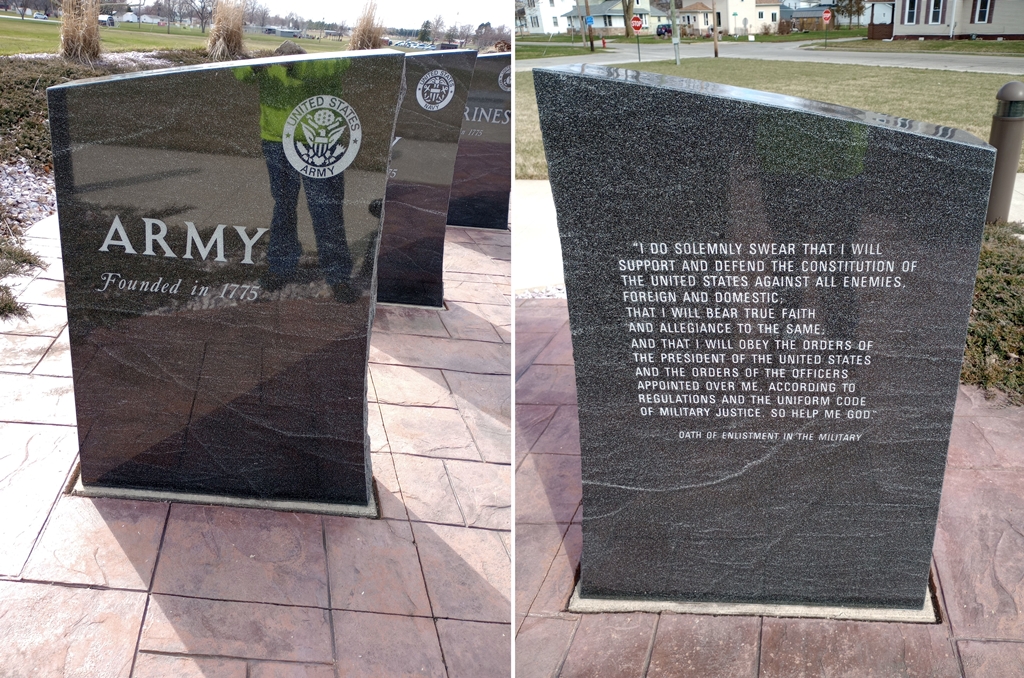 UNITED STATES
ARMY
ARMY
Founded in 1775
UNITED STATES
NAVY
RINES
1775
1775
STOP
STOP
"I DO SOLEMNLY SWEAR THAT I WILL
SUPPORT AND DEFEND THE CONSTITUTION OF
THE UNITED STATES AGAINST ALL ENEMIES,
FOREIGN AND DOMESTIC,
THAT I WILL BEAR TRUE FAITH
AND ALLEGIANCE TO THE SAME;
AND THAT I WILL OBEY THE ORDERS OF
THE PRESIDENT OF THE UNITED STATES
AND THE ORDERS OF THE OFFICERS
APPOINTED OVER ME, ACCORDING TO
REGULATIONS AND THE UNIFORM CODE
OF MILITARY JUSTICE. SO HELP ME GOD."
OATH OF ENLISTMENT IN THE MILITARY